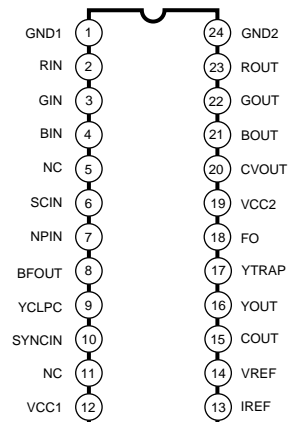 GND1 1 24 GND2
RIN 2 23 ROUT
GIN 3 22 GOUT
BIN 4 21 BOUT
NC 5 20 CVOUT
SCIN 6 19 VCC2
NPIN 7 18 FO
BFOUT 8 17 YTRAP
YCLPC 9 16 YOUT
SYNCIN 10 15 COUT
NC 11 14 VREF
VCC1 12 13 IREF